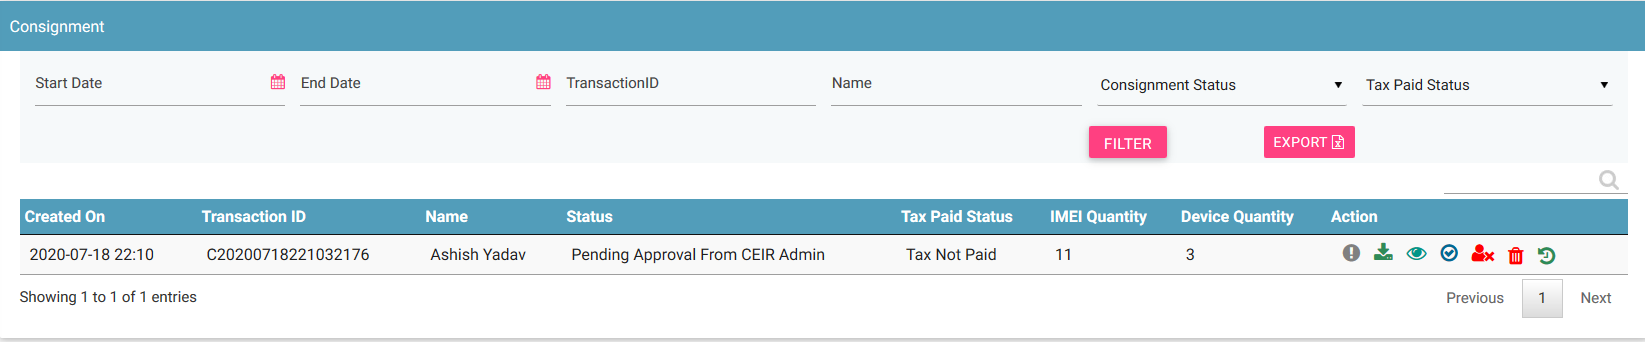 Consignment
Start Date End Date TransactionID Name Consignment Status Tax Paid Status
FILTER EXPORT
Created On Transaction ID Name Status Tax Paid Status IMEI Quantity Device Quantity Action
2020-07-18 22:10 C20200718221032176 Ashish Yadav Pending Approval From CEIR Admin Tax Not Paid 11 3
Showing 1 to 1 of 1 entries Previous 1 Next